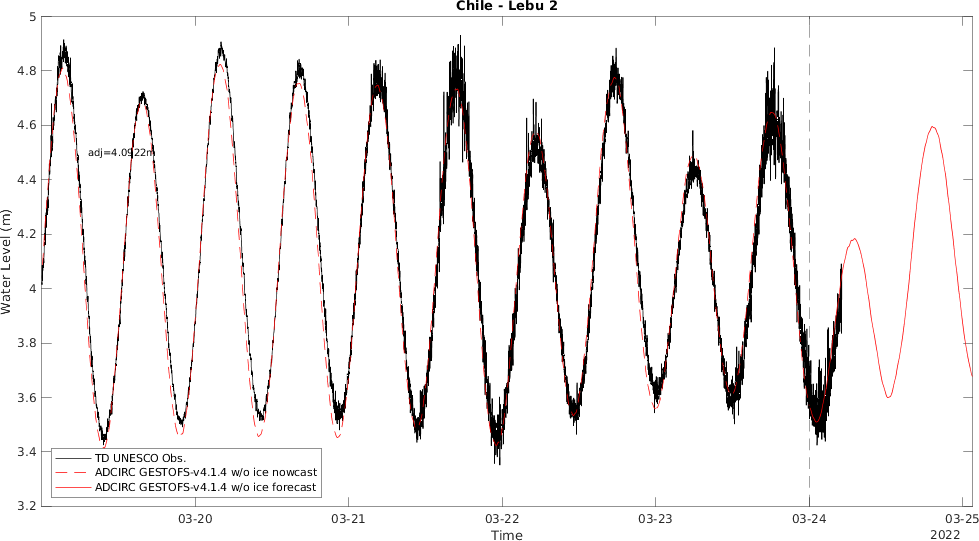 Chile - Lebu 2
5
4.8
4.6
4.4
4.2
4
3.8
3.6
3.4
3.2
Water Level (m)
adj=4.0922m
TD UNESCO Obs.
ADCIRC GESTOFS-v4.1.4 w/o ice nowcast
ADCIRC GESTOFS-v4.1.4 w/o ice forecast
03-20
03-21
03-22
03-23
03-24
03-25
Time
2022